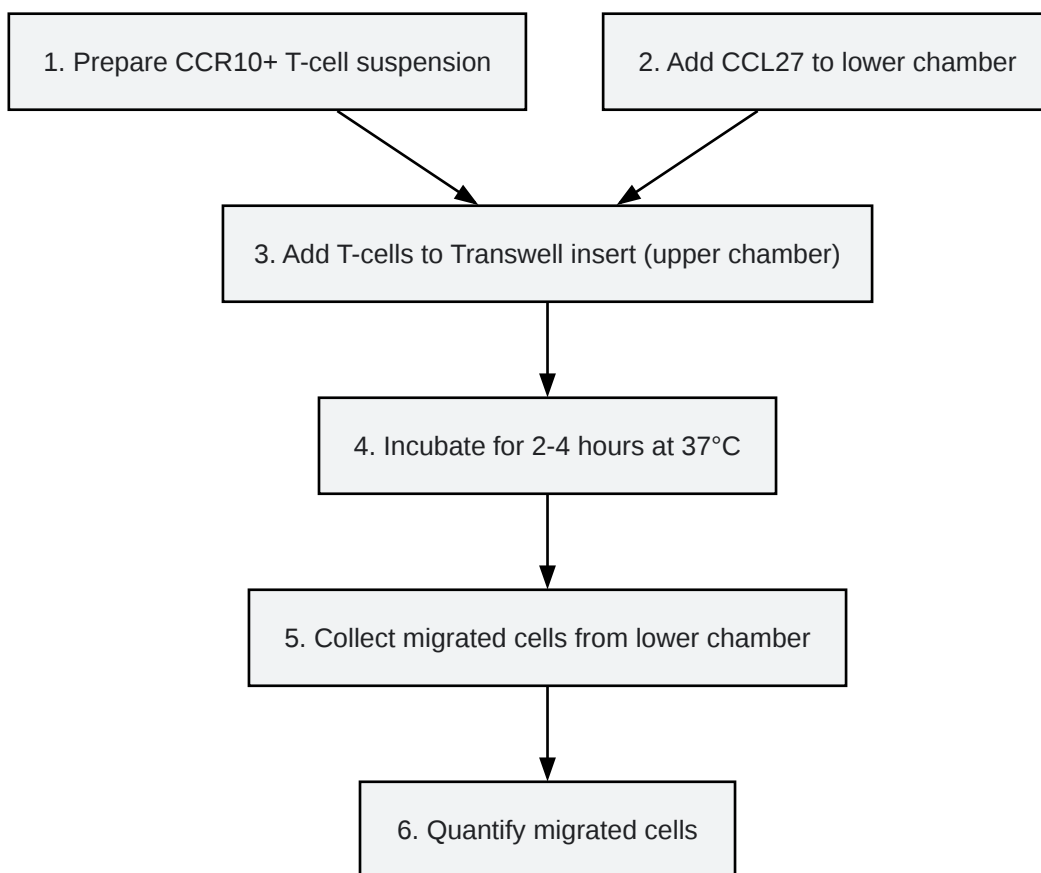 1. Prepare CCR10+ T-cell suspension
2. Add CCL27 to lower chamber
3. Add T-cells to Transwell insert (upper chamber)
4. Incubate for 2-4 hours at 37°C
5. Collect migrated cells from lower chamber
6. Quantify migrated cells